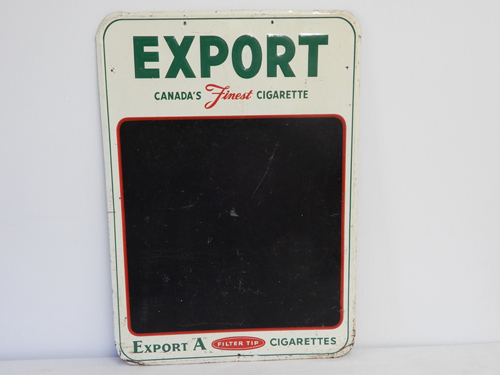 EXPORT
CANADA'S Finest CIGARETTE
EXPORT A FILTER TIP CIGARETTES